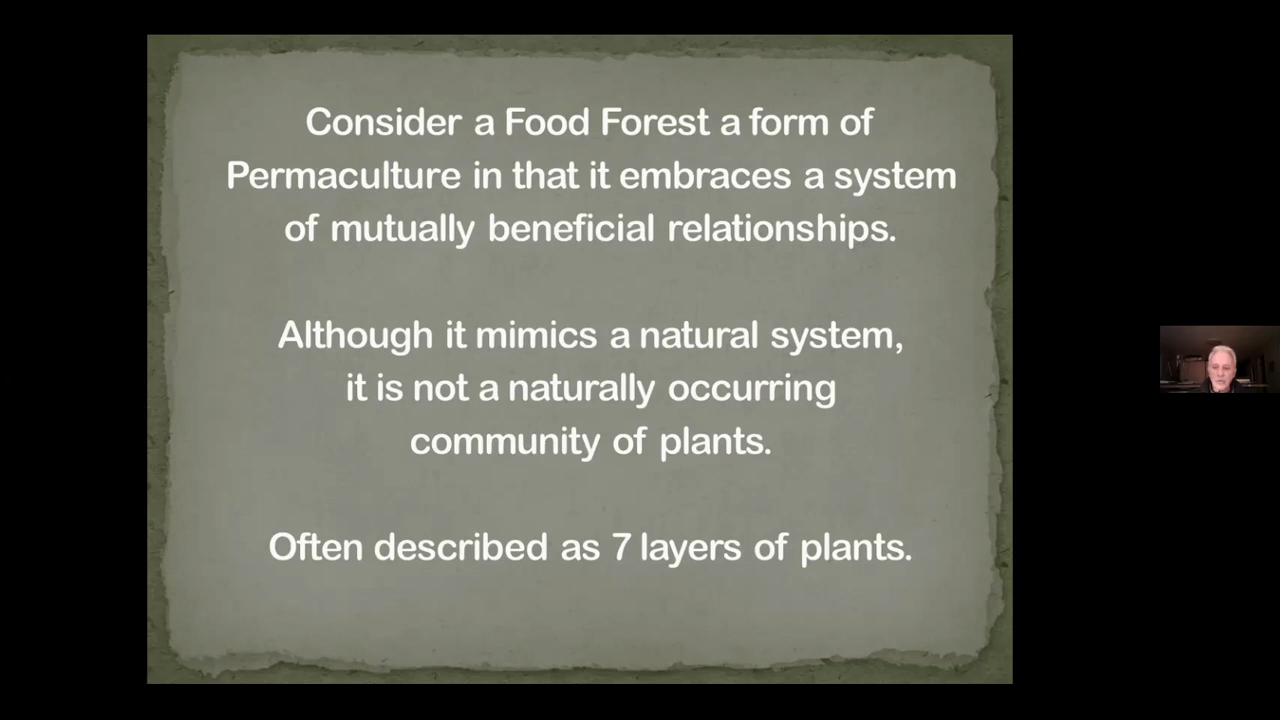 Consider a Food Forest a form of
Permaculture in that it embraces a system
of mutually beneficial relationships.
Although it mimics a natural system,
it is not a naturally occurring
community of plants.
Often described as 7 layers of plants.